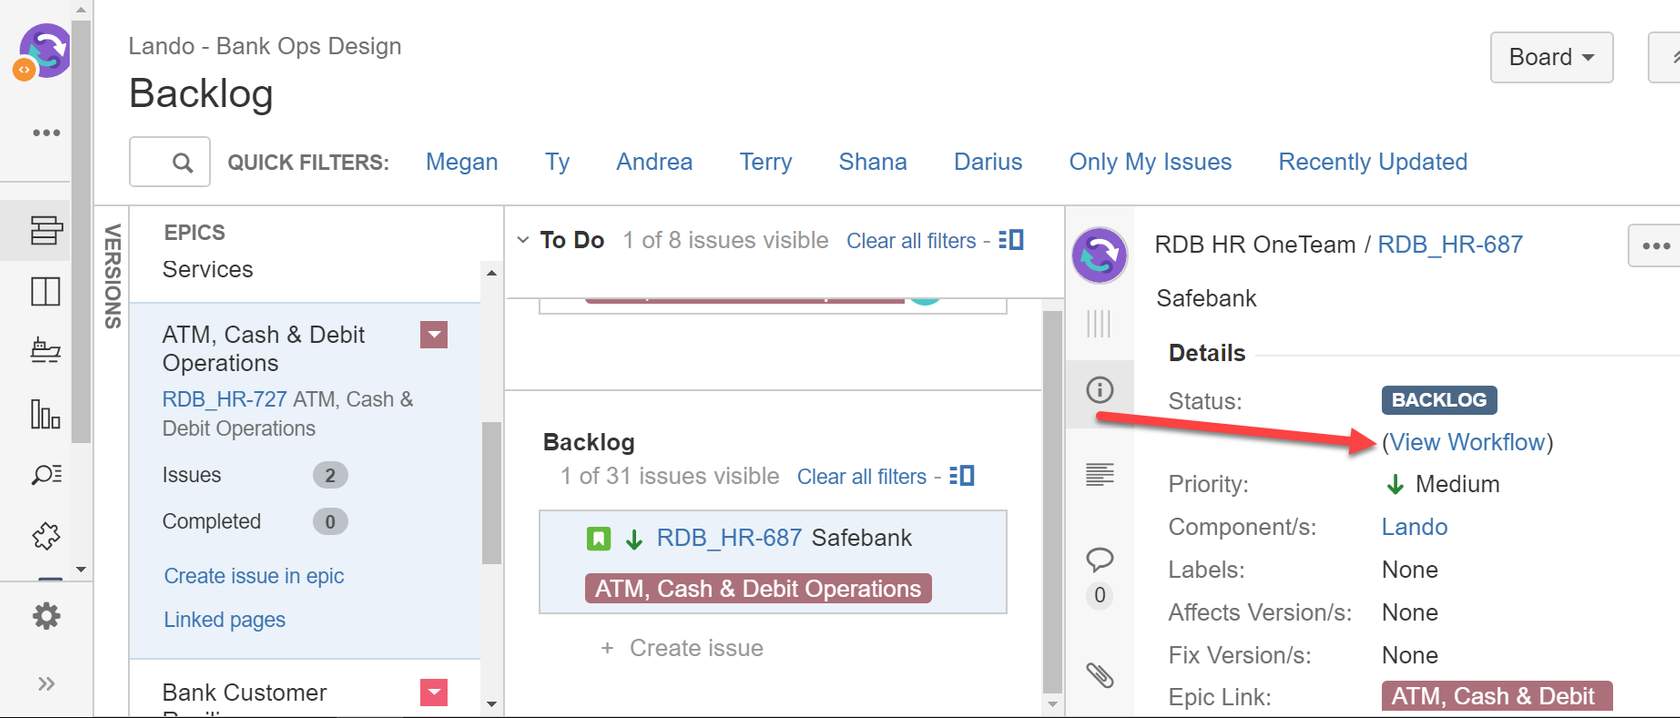 Lando - Bank Ops Design
Backlog
Board
QUICK FILTERS: Megan Ty Andrea Terry Shana Darius Only My Issues Recently Updated
VERSIONS
EPICS
Services
ATM, Cash & Debit
Operations
RDB_HR-727 ATM, Cash &
Debit Operations
Issues 2
Completed 0
Create issue in epic
Linked pages
Bank Customer
To Do 1 of 8 issues visible Clear all filters -
Backlog
1 of 31 issues visible Clear all filters -
RDB_HR-687 Safebank
ATM, Cash & Debit Operations
+ Create issue
0
RDB HR OneTeam / RDB_HR-687
Safebank
Details
Status: BACKLOG
(View Workflow)
Priority: Medium
Component/s: Lando
Labels: None
Affects Version/s: None
Fix Version/s: None
Epic Link: ATM, Cash & Debit